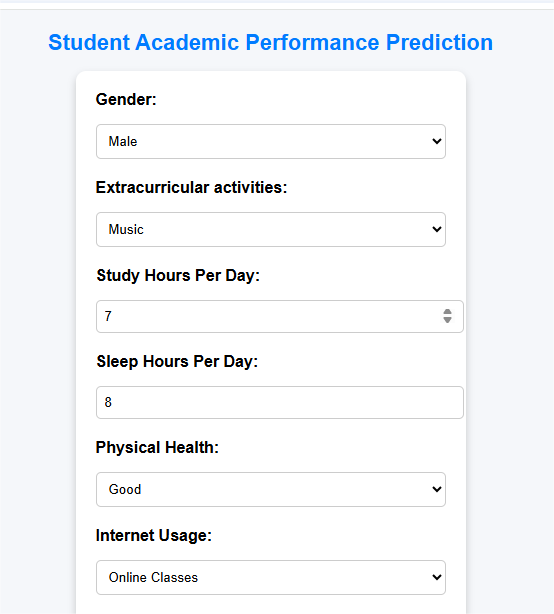 Student Academic Performance Prediction
Gender:
Male
Extracurricular activities:
Music
Study Hours Per Day:
7
Sleep Hours Per Day:
8
Physical Health:
Good
Internet Usage:
Online Classes